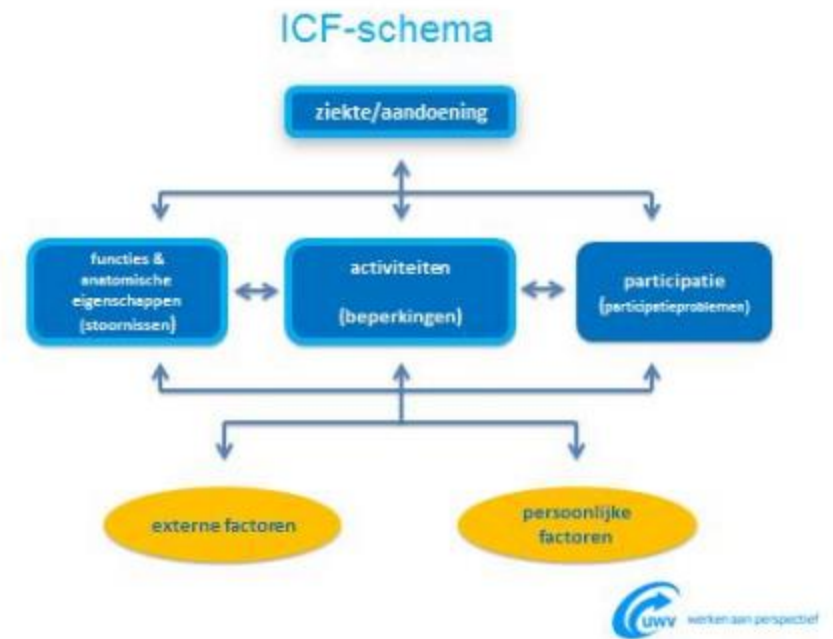 ICF-schema
ziekte/aandoening
functies &
anatomische
eigenschappen
(stoornissen)
activiteiten
(beperkingen)
participatie
(participatieproblemen)
externe factoren
persoonlijke
factoren
UWV werken aan perspectief